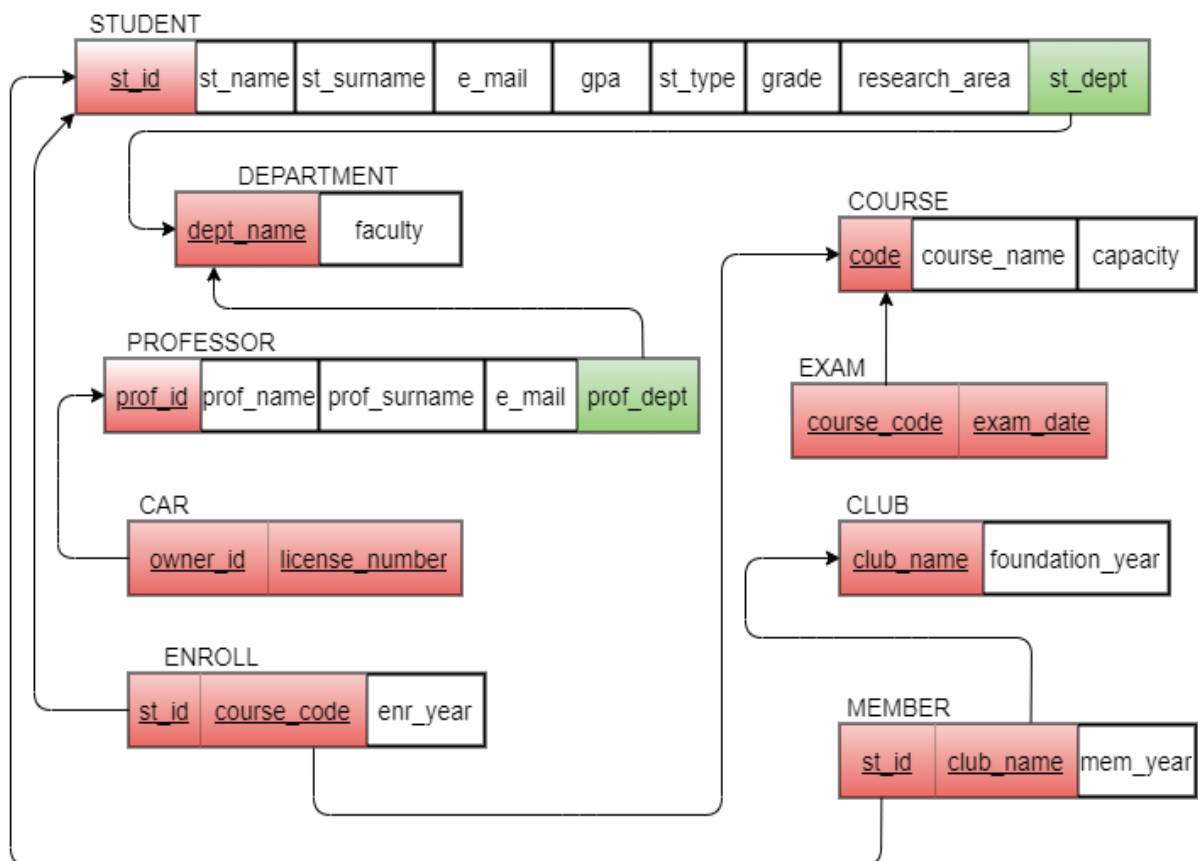 STUDENT
st_id st_name st_surname e_mail gpa st_type grade research_area st_dept
DEPARTMENT
dept_name faculty
COURSE
code course_name capacity
PROFESSOR
prof_id prof_name prof_surname e_mail prof_dept
EXAM
course_code exam_date
CAR
owner_id license_number
CLUB
club_name foundation_year
ENROLL
st_id course_code enr_year
MEMBER
st_id club_name mem_year